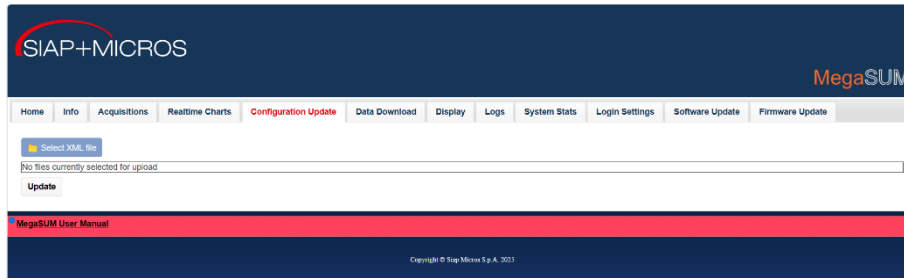 SIAP+MICROS
MegaSUM
Home Info Acquisitions Realtime Charts Configuration Update Data Download Display Logs System Stats Login Settings Software Update Firmware Update
Select XML file
No files currently selected for upload
Update
MegaSUM User Manual
Copyright © Siap Micros S.p.A. 2023